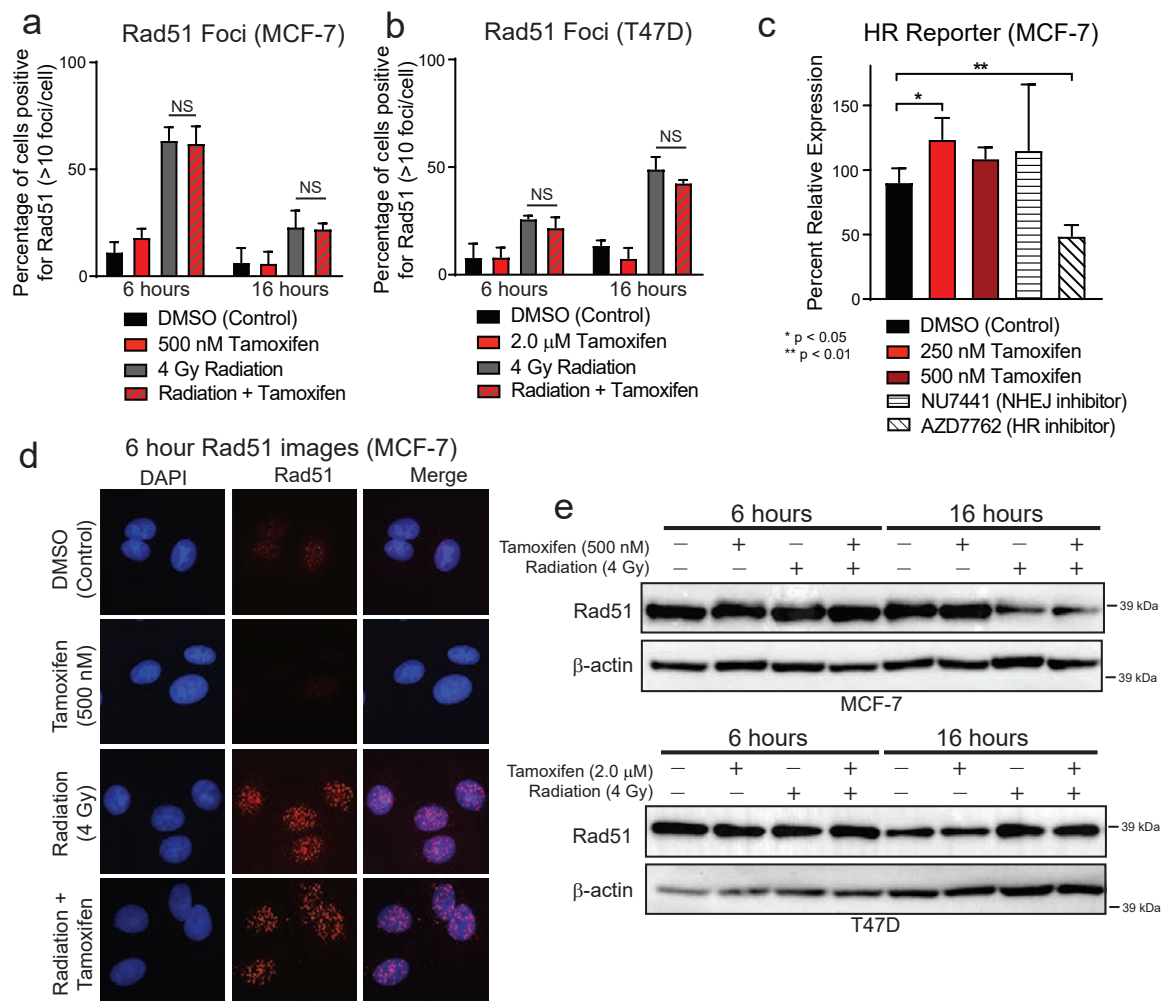 a
Rad51 Foci (MCF-7)
Percentage of cells positive
for Rad51 (>10 foci/cell)
100
50
0
NS
NS
6 hours
16 hours
DMSO (Control)
500 nM Tamoxifen
4 Gy Radiation
Radiation + Tamoxifen
b
Rad51 Foci (T47D)
Percentage of cells positive
for Rad51 (>10 foci/cell)
100
50
0
NS
NS
6 hours
16 hours
DMSO (Control)
2.0 μM Tamoxifen
4 Gy Radiation
Radiation + Tamoxifen
c
HR Reporter (MCF-7)
Percent Relative Expression
150
100
50
0
**
*
* p < 0.05
** p < 0.01
DMSO (Control)
250 nM Tamoxifen
500 nM Tamoxifen
NU7441 (NHEJ inhibitor)
AZD7762 (HR inhibitor)
d
6 hour Rad51 images (MCF-7)
DAPI Rad51 Merge
DMSO
(Control)
Tamoxifen
(500 nM)
Radiation
(4 Gy)
Radiation +
Tamoxifen
e
6 hours 16 hours
Tamoxifen (500 nM) − + − + − + − +
Radiation (4 Gy) − − + + − − + +
Rad51
39 kDa
β-actin
39 kDa
MCF-7
6 hours 16 hours
Tamoxifen (2.0 μM) − + − + − + − +
Radiation (4 Gy) − − + + − − + +
Rad51
39 kDa
β-actin
39 kDa
T47D